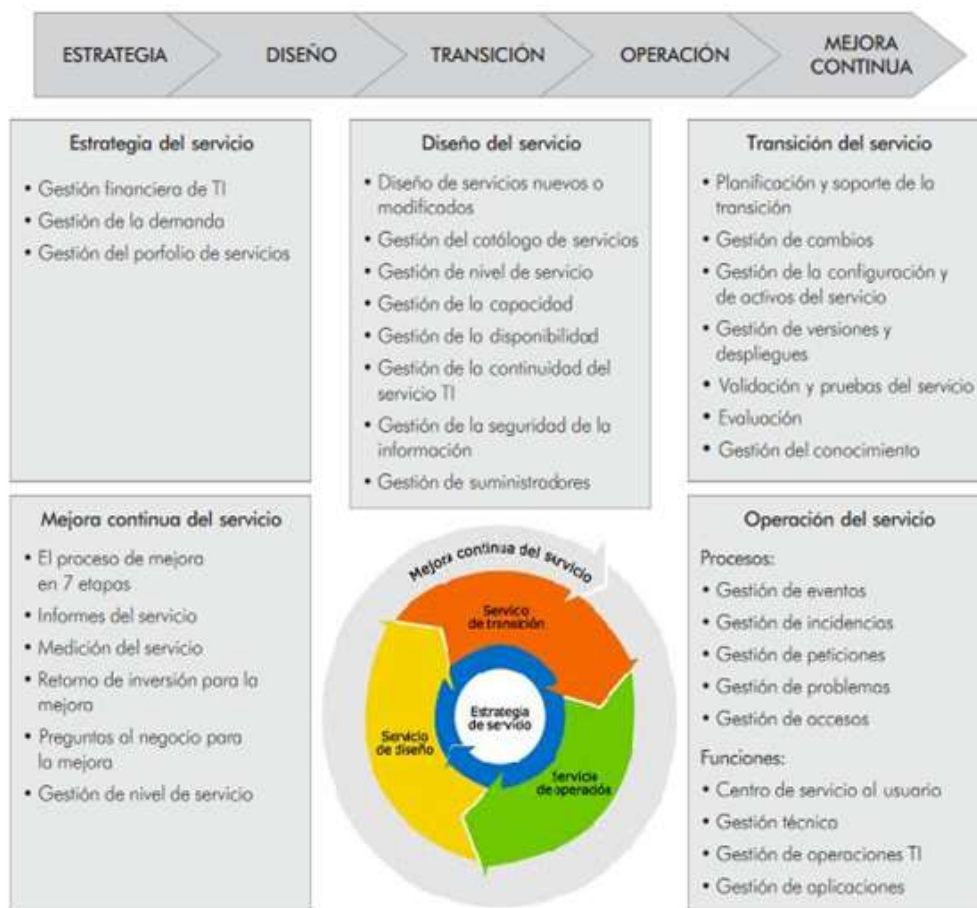 ESTRATEGIA
DISEÑO
TRANSICIÓN
OPERACIÓN
MEJORA
CONTINUA
Estrategia del servicio
• Gestión financiera de TI
• Gestión de la demanda
• Gestión del porfolio de servicios
Diseño del servicio
• Diseño de servicios nuevos o
modificados
• Gestión del catálogo de servicios
• Gestión de nivel de servicio
• Gestión de la capacidad
• Gestión de la disponibilidad
• Gestión de la continuidad del
servicio TI
• Gestión de la seguridad de la
información
• Gestión de suministradores
Transición del servicio
• Planificación y soporte de la
transición
• Gestión de cambios
• Gestión de la configuración y
de activos del servicio
• Gestión de versiones y
despliegues
• Validación y pruebas del servicio
• Evaluación
• Gestión del conocimiento
Mejora continua del servicio
• El proceso de mejora
en 7 etapas
• Informes del servicio
• Medición del servicio
• Retorno de inversión para la
mejora
• Preguntas al negocio para
la mejora
• Gestión de nivel de servicio
Mejora continua del servicio
Servico
de transición
Estrategia
de servicio
Servicio
de diseño
Servicio
de operación
Operación del servicio
Procesos:
• Gestión de eventos
• Gestión de incidencias
• Gestión de peticiones
• Gestión de problemas
• Gestión de accesos
Funciones:
• Centro de servicio al usuario
• Gestión técnica
• Gestión de operaciones TI
• Gestión de aplicaciones